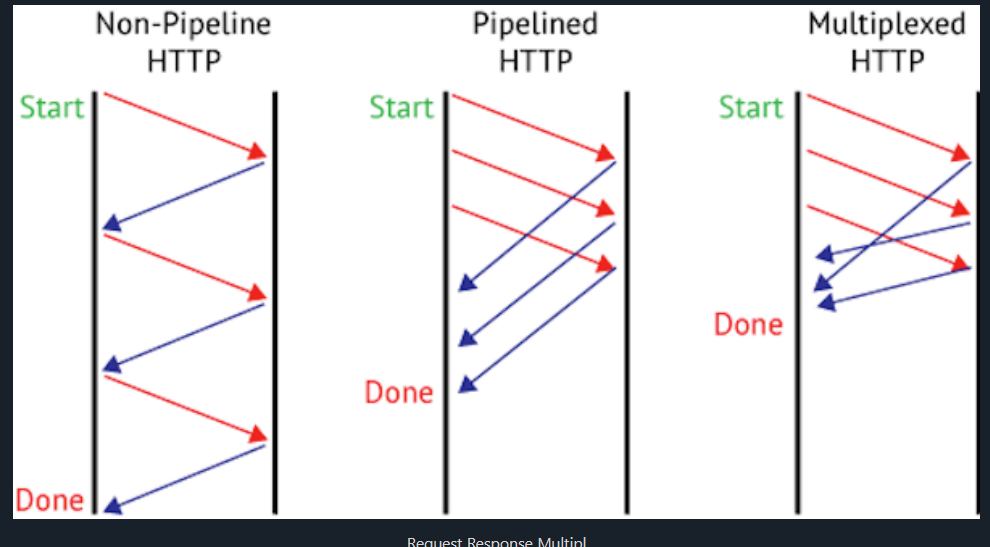 Non-Pipeline
HTTP
Pipelined
HTTP
Multiplexed
HTTP
Start
Start
Start
Done
Done
Done
Request Response Multipl